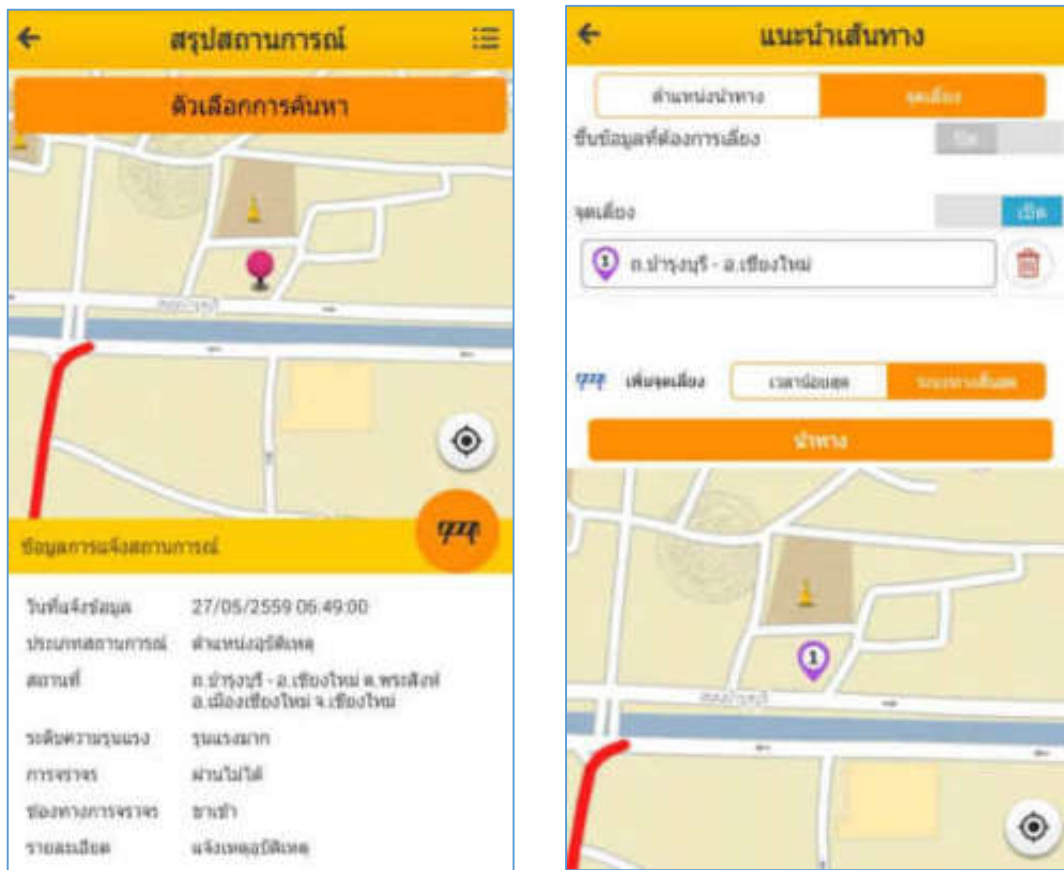 สรุปสถานการณ์
ตัวเลือกการค้นหา
ข้อมูลการแจ้งสถานการณ์
วันที่แจ้งข้อมูล 27/05/2559 06:49:00
ประเภทสถานการณ์ ตำแหน่งอุบัติเหตุ
สถานที่ ถ.บำรุงบุรี - อ.เชียงใหม่ ต.พระสิงห์
อ.เมืองเชียงใหม่ จ.เชียงใหม่
ระดับความรุนแรง รุนแรงมาก
การจราจร ผ่านไม่ได้
ช่องทางการจราจร ขาเข้า
รายละเอียด แจ้งเหตุอุบัติเหตุ
แนะนำเส้นทาง
ตำแหน่งนำทาง จุดเลี่ยง
ชั้นข้อมูลที่ต้องการเลี่ยง ปิด
จุดเลี่ยง เปิด
1 ถ.บำรุงบุรี - อ.เชียงใหม่
เพิ่มจุดเลี่ยง เวลาน้อยสุด ระยะทางสั้นสุด
นำทาง
1